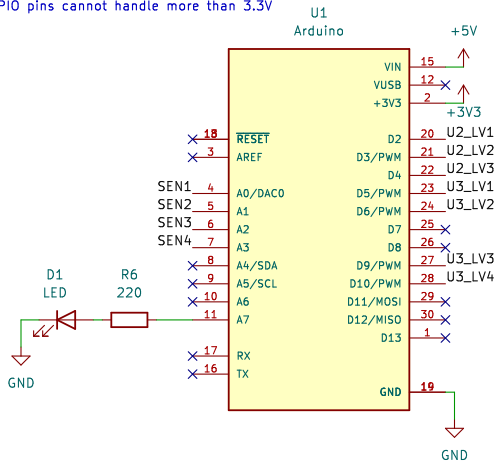 PIO pins cannot handle more than 3.3V
U1
Arduino
+5V
VIN 15
VUSB 12
+3V3 2
+3V3
RESET D2 20 U2_LV1
3 AREF D3/PWM 21 U2_LV2
D4 22 U2_LV3
SEN1 4 A0/DAC0 D5/PWM 23 U3_LV1
SEN2 5 A1 D6/PWM 24 U3_LV2
SEN3 6 A2 D7 25
SEN4 7 A3 D8 26
8 A4/SDA D9/PWM 27 U3_LV3
9 A5/SCL D10/PWM 28 U3_LV4
10 A6 D11/MOSI 29
D1 R6 D12/MISO 30
LED 220 11 A7 D13 1
17 RX
16 TX
GND 19
GND
GND